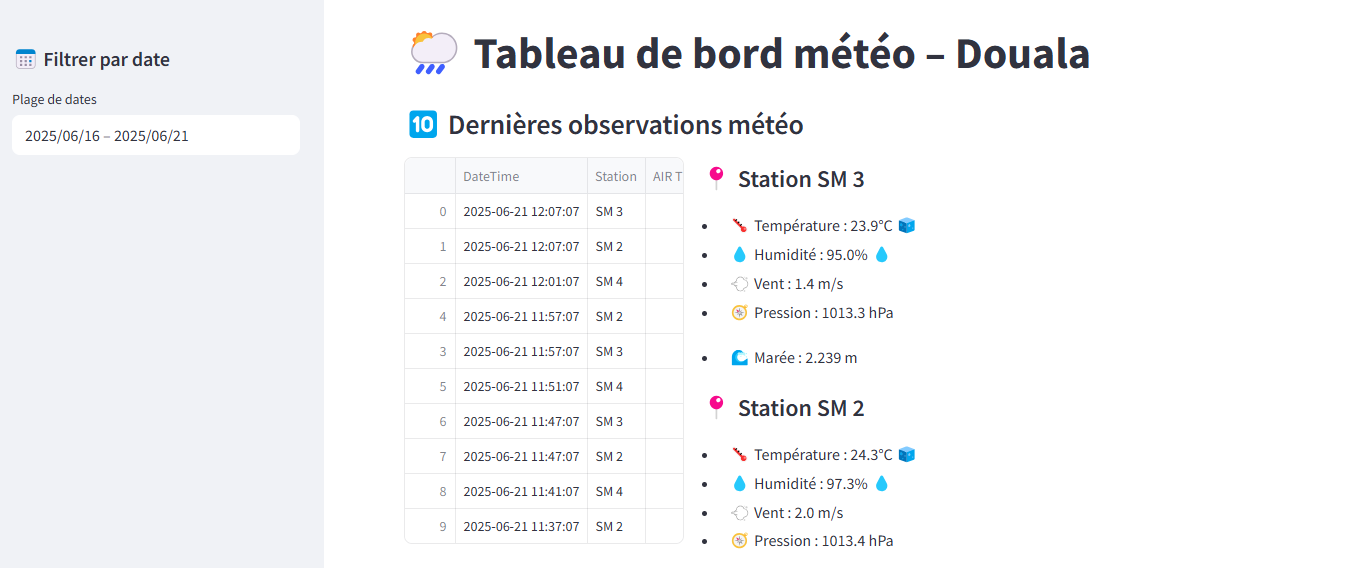 Filtrer par date
Plage de dates
2025/06/16 – 2025/06/21
Tableau de bord météo – Douala
10 Dernières observations météo
DateTime Station AIR T
0 2025-06-21 12:07:07 SM 3
1 2025-06-21 12:07:07 SM 2
2 2025-06-21 12:01:07 SM 4
4 2025-06-21 11:57:07 SM 2
3 2025-06-21 11:57:07 SM 3
5 2025-06-21 11:51:07 SM 4
6 2025-06-21 11:47:07 SM 3
7 2025-06-21 11:47:07 SM 2
8 2025-06-21 11:41:07 SM 4
9 2025-06-21 11:37:07 SM 2
Station SM 3
Température : 23.9°C
Humidité : 95.0%
Vent : 1.4 m/s
Pression : 1013.3 hPa
Marée : 2.239 m
Station SM 2
Température : 24.3°C
Humidité : 97.3%
Vent : 2.0 m/s
Pression : 1013.4 hPa